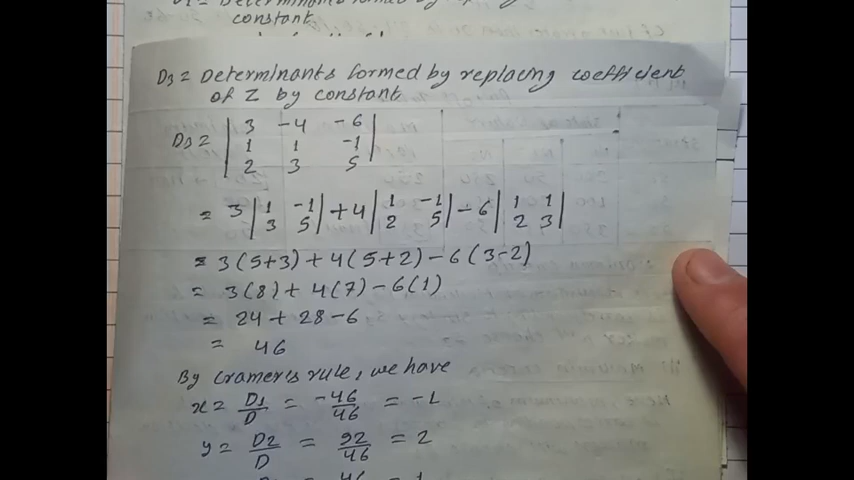 constant
D3 = Determinants formed by replacing coefficient
of Z by constant
D3 = | 3 -4 -6 |
| 1 1 -1 |
| 2 3 5 |
= 3 | 1 -1 | + 4 | 1 -1 | - 6 | 1 1 |
| 3 5 | | 2 5 | | 2 3 |
= 3(5+3) + 4(5+2) - 6(3-2)
= 3(8) + 4(7) - 6(1)
= 24 + 28 - 6
= 46
By cramer's rule, we have
x = D1/D = -46/46 = -1
y = D2/D = 92/46 = 2